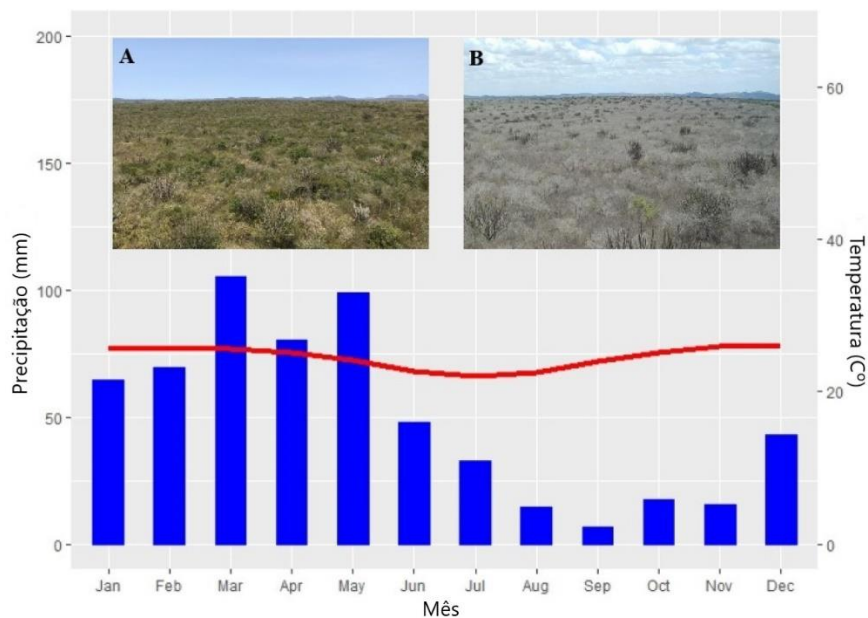 200
150
100
50
0
Precipitação (mm)
A
B
60
40
20
0
Temperatura (Cº)
Jan Feb Mar Apr May Jun Jul Aug Sep Oct Nov Dec
Mês